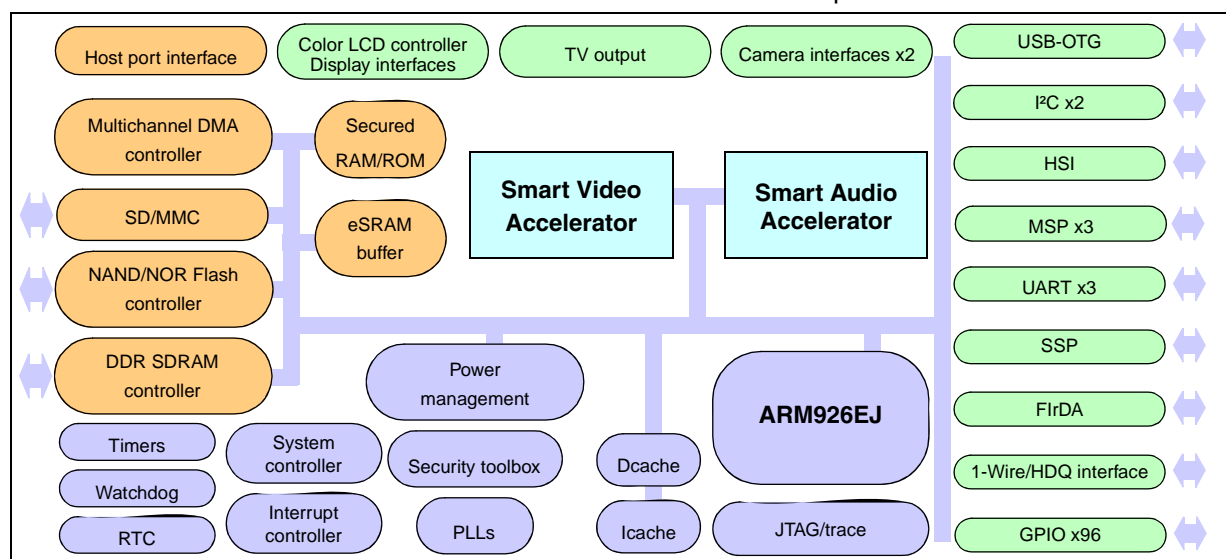 Host port interface
Color LCD controller
Display interfaces
TV output
Camera interfaces x2
USB-OTG
I²C x2
HSI
MSP x3
UART x3
SSP
FIrDA
1-Wire/HDQ interface
GPIO x96
Multichannel DMA
controller
Secured
RAM/ROM
SD/MMC
eSRAM
buffer
NAND/NOR Flash
controller
DDR SDRAM
controller
Smart Video
Accelerator
Smart Audio
Accelerator
Power
management
ARM926EJ
Timers
System
controller
Security toolbox
Dcache
Watchdog
Interrupt
controller
RTC
PLLs
Icache
JTAG/trace